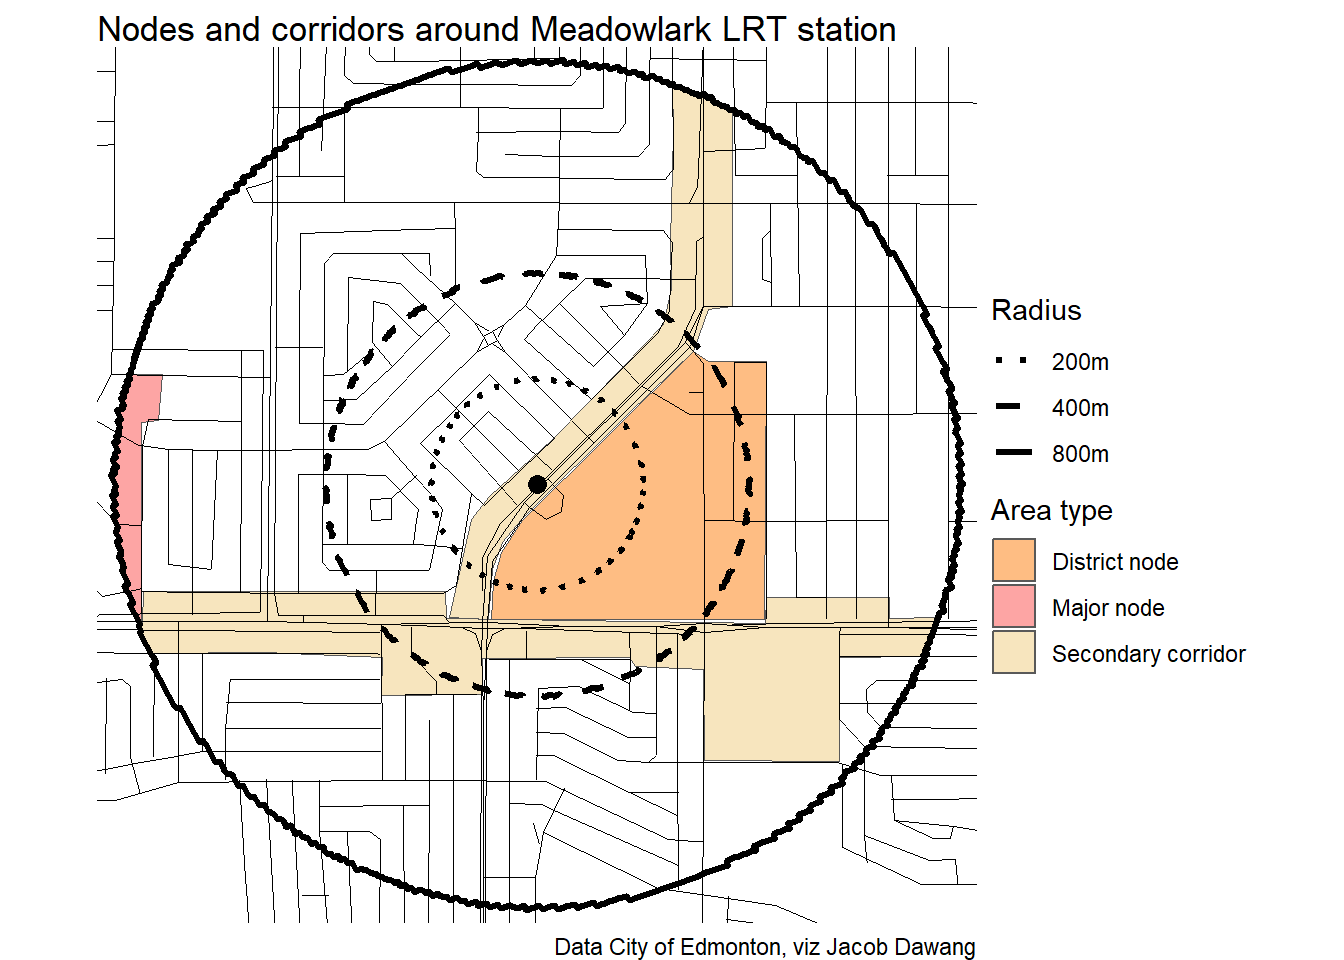 Nodes and corridors around Meadowlark LRT station
Radius
200m
400m
800m
Area type
District node
Major node
Secondary corridor
Data City of Edmonton, viz Jacob Dawang